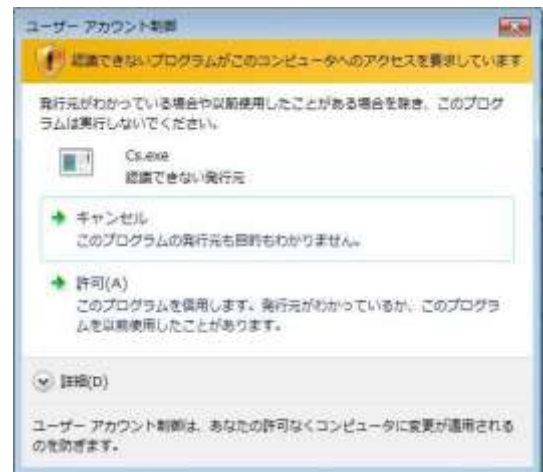 ユーザー アカウント制御
認識できないプログラムがこのコンピュータへのアクセスを要求しています
発行元がわかっている場合や以前使用したことがある場合を除き、このプログ
ラムは実行しないでください。
Cs.exe
認識できない発行元
キャンセル
このプログラムの発行元も目的もわかりません。
許可(A)
このプログラムを信用します。発行元がわかっているか、このプログラ
ムを以前使用したことがあります。
詳細(D)
ユーザー アカウント制御は、あなたの許可なくコンピュータに変更が適用される
のを防ぎます。